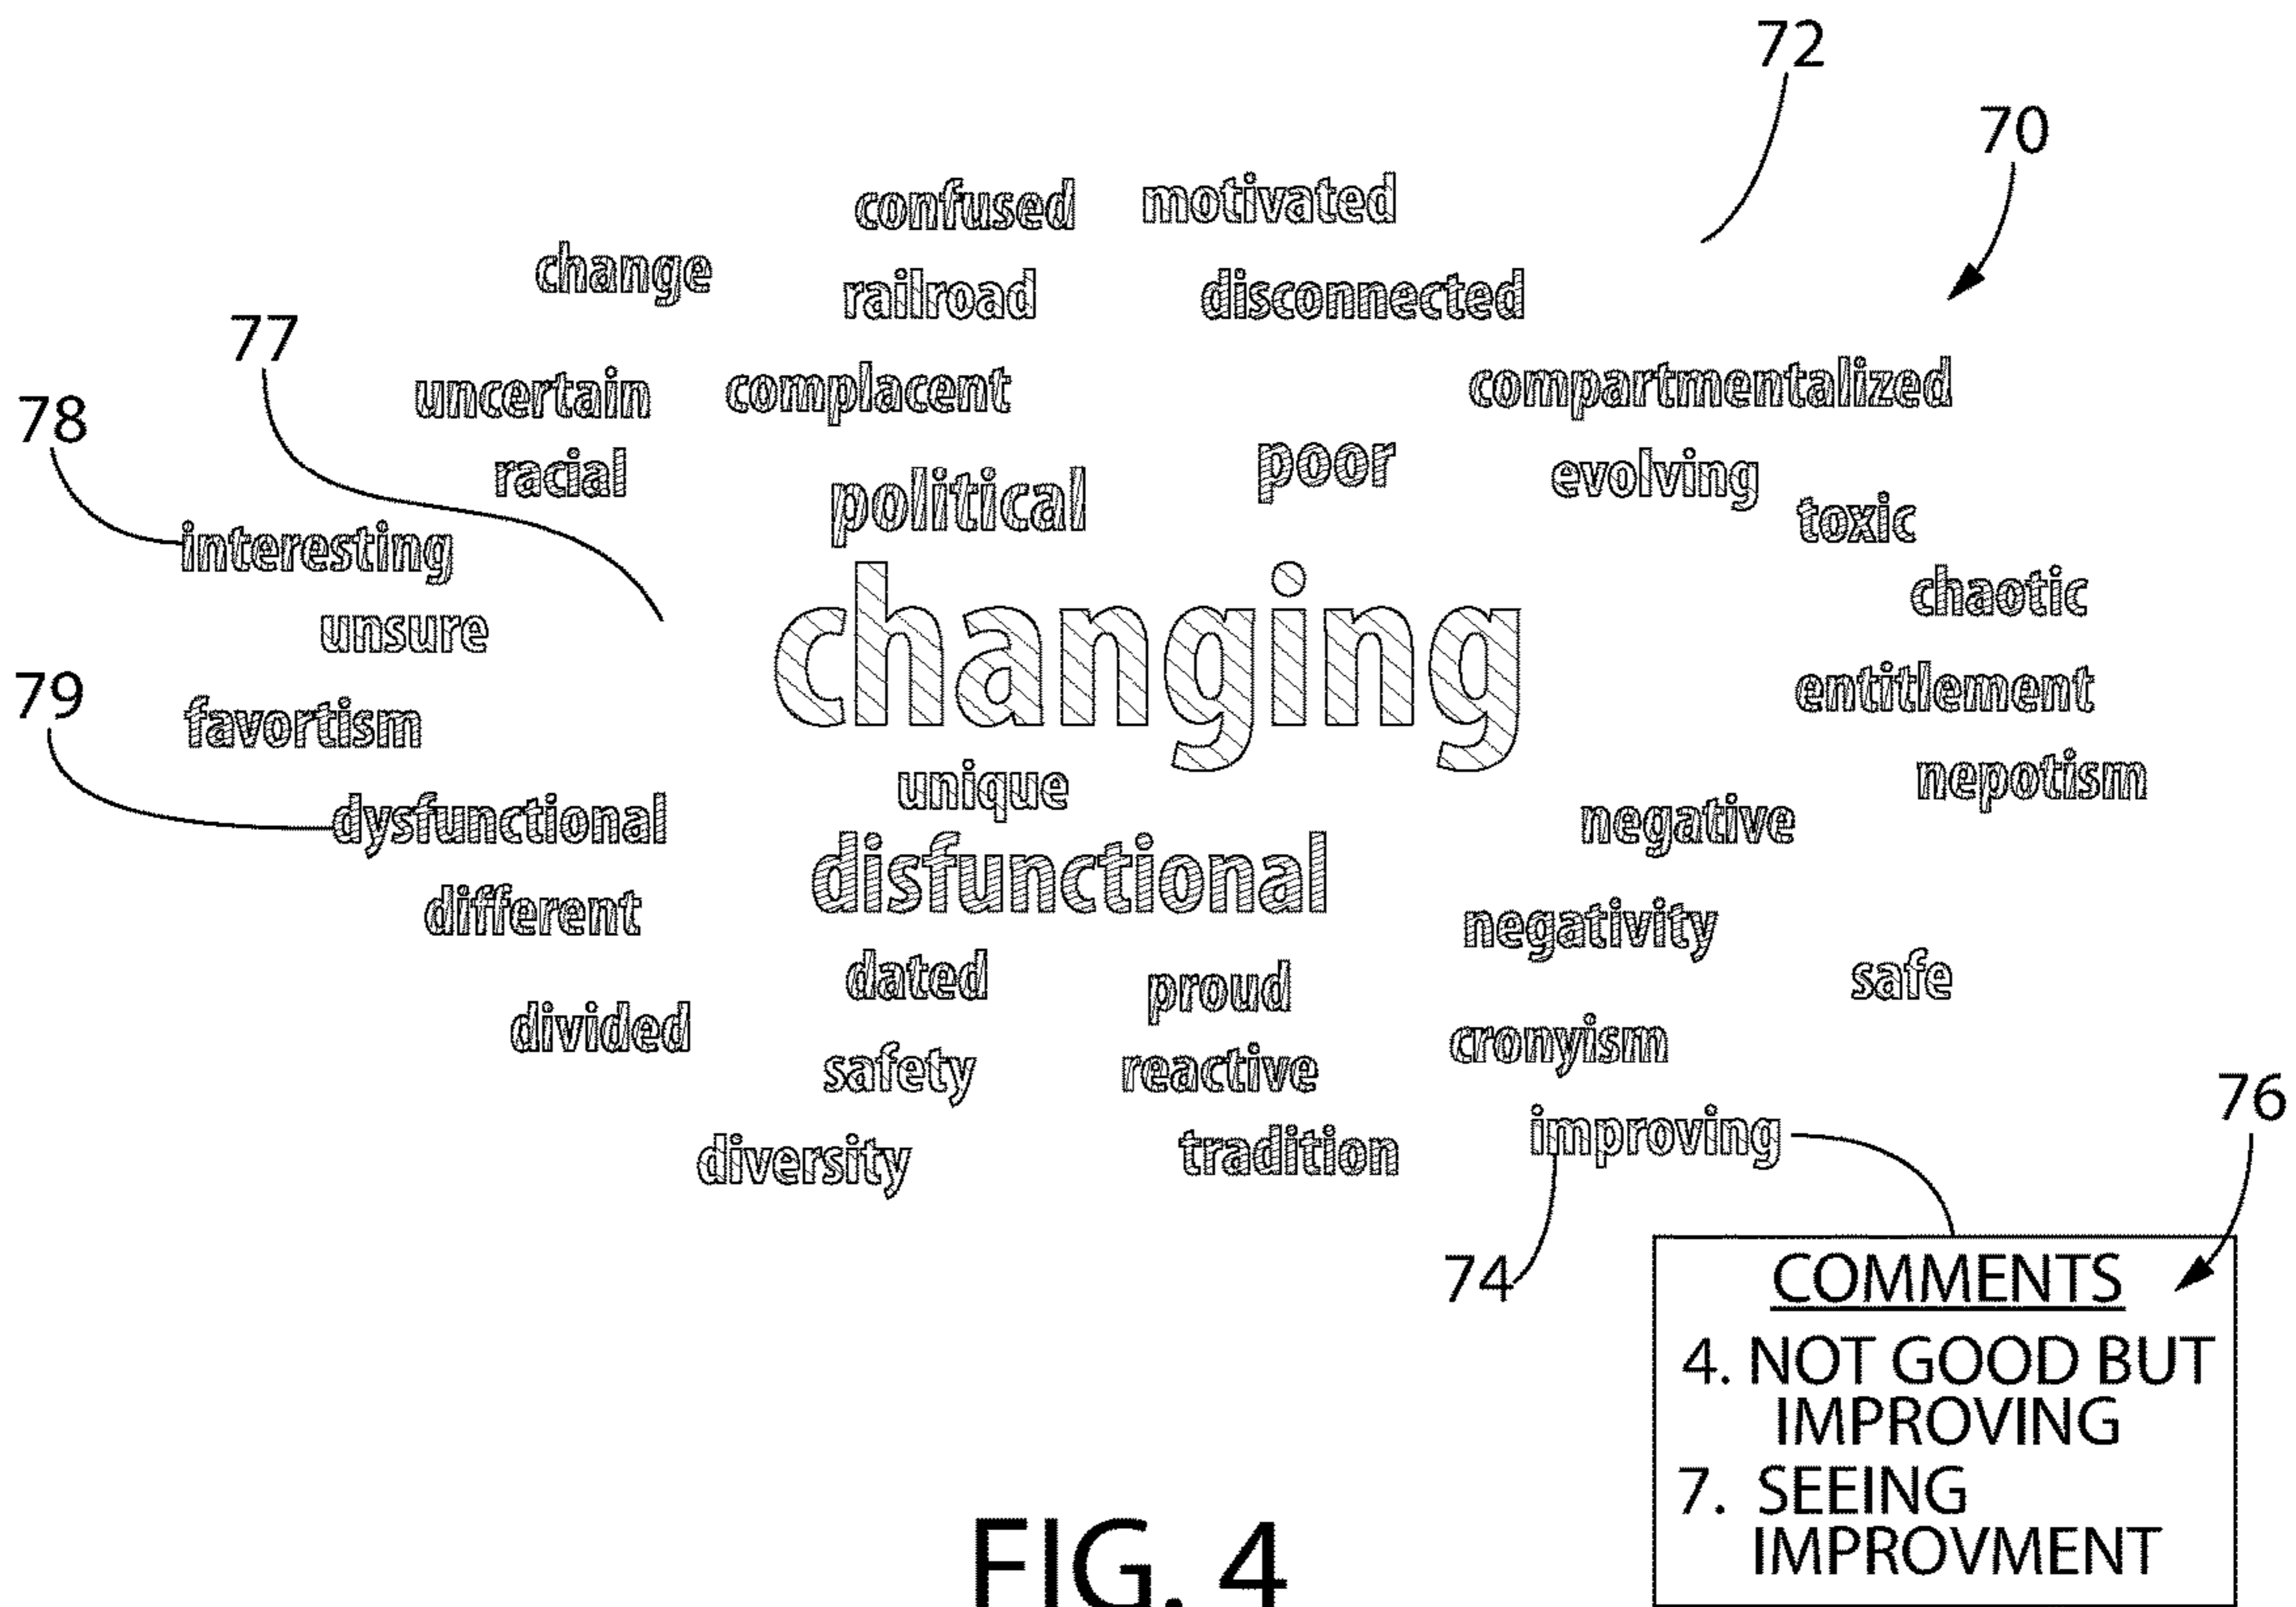 72
70
confused motivated
change railroad disconnected
77
uncertain complacent compartmentalized
78
racial political poor evolving
toxic
interesting
chaotic
unsure changing
entitlement
79
favortism
unique nepotism
dysfunctional negative
disfunctional
different negativity
dated proud safe
divided cronyism
safety reactive
76
improving
diversity tradition
74
COMMENTS
4. NOT GOOD BUT
IMPROVING
7. SEEING
IMPROVMENT
FIG. 4